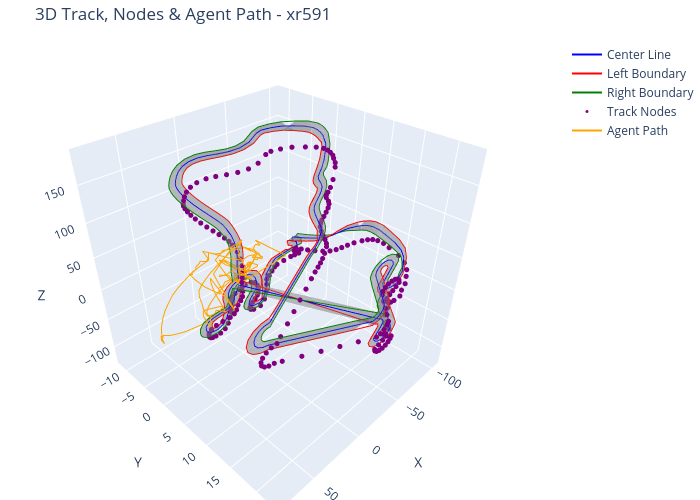 3D Track, Nodes & Agent Path - xr591
Center Line
Left Boundary
Right Boundary
Track Nodes
Agent Path
150
100
50
0
−50
−100
Z
−10
−5
0
5
10
15
Y
−100
−50
0
50
X